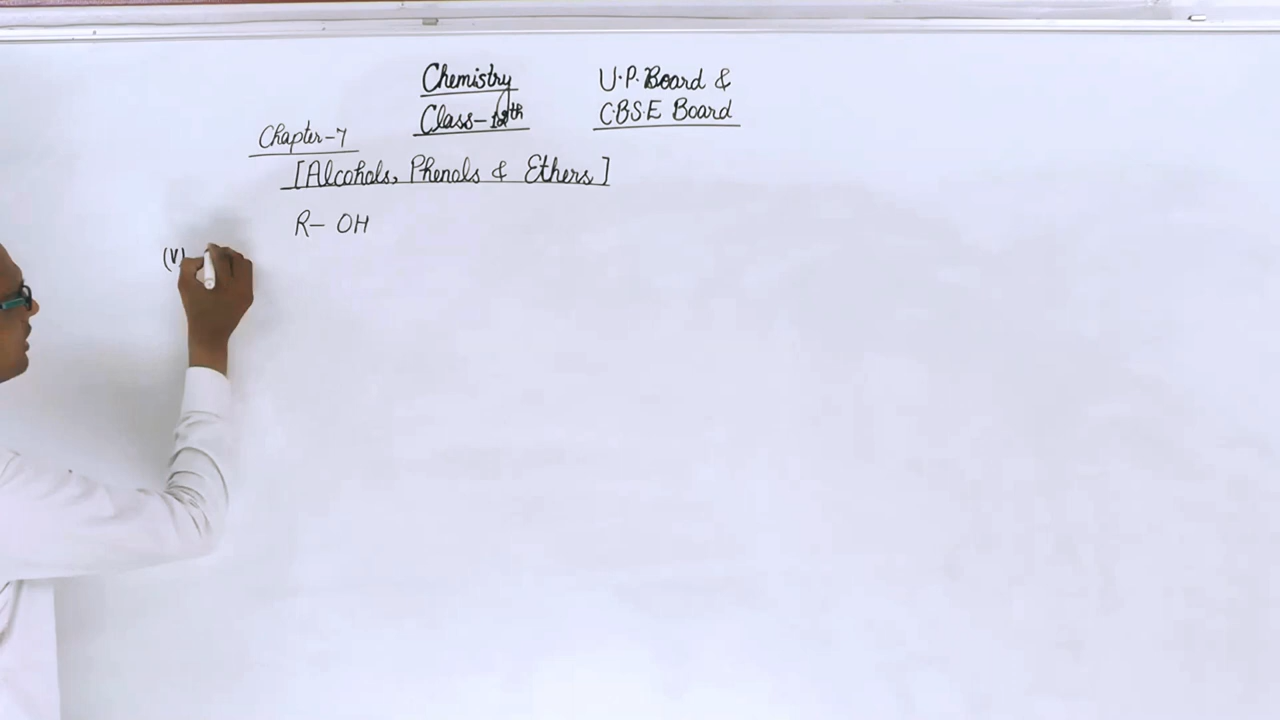 Chemistry U.P. Board &
Class-12th C.B.S.E Board
Chapter-7
[Alcohols, Phenols & Ethers]
R- OH
(V)